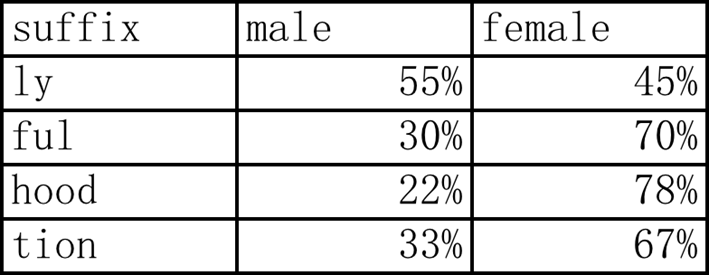 suffix male female
ly 55% 45%
ful 30% 70%
hood 22% 78%
tion 33% 67%